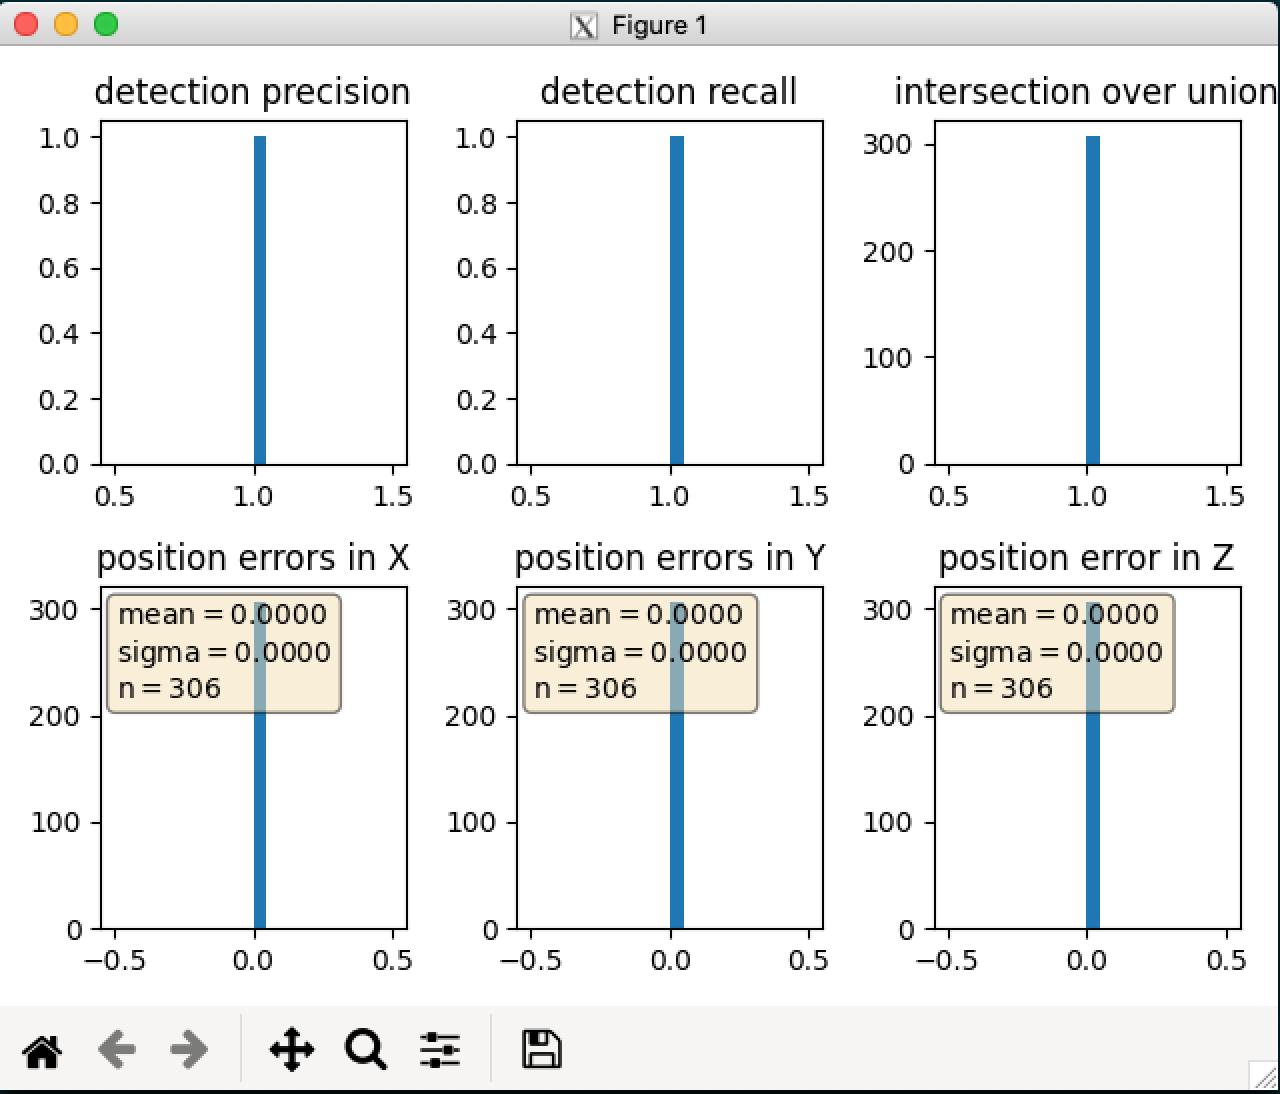 Figure 1
detection precision
1.0
0.8
0.6
0.4
0.2
0.0
0.5 1.0 1.5
detection recall
1.0
0.8
0.6
0.4
0.2
0.0
0.5 1.0 1.5
intersection over union
300
200
100
0
0.5 1.0 1.5
position errors in X
mean = 0.0000
sigma = 0.0000
n = 306
300
200
100
0
−0.5 0.0 0.5
position errors in Y
mean = 0.0000
sigma = 0.0000
n = 306
300
200
100
0
−0.5 0.0 0.5
position error in Z
mean = 0.0000
sigma = 0.0000
n = 306
300
200
100
0
−0.5 0.0 0.5